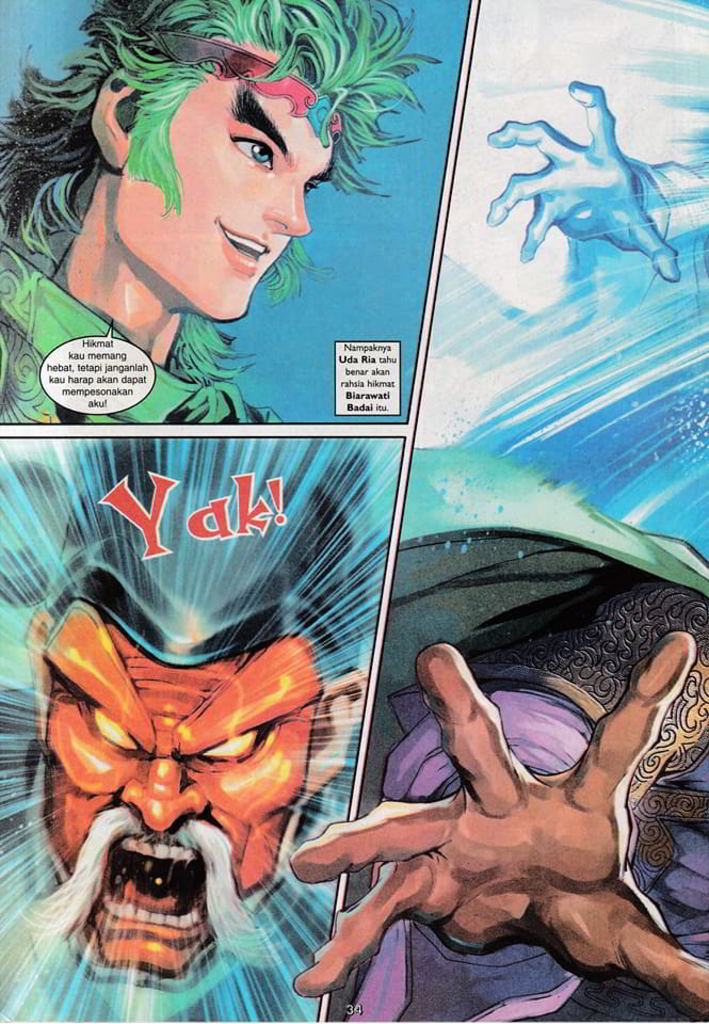 Hikmat
kau memang
hebat, tetapi janganlah
kau harap akan dapat
mempesonakan
aku!
Nampaknya
Uda Ria tahu
benar akan
rahsia hikmat
Biarawati
Badai itu.
Yak!
34